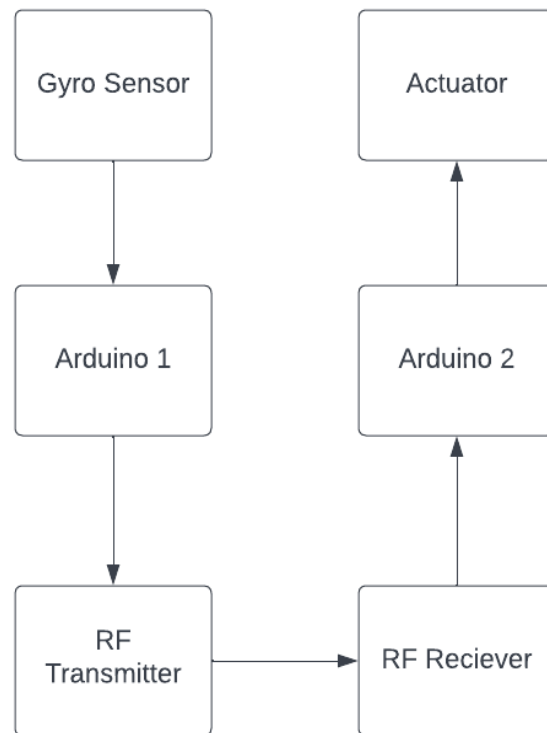 Gyro Sensor
Actuator
Arduino 1
Arduino 2
RF
Transmitter
RF Reciever